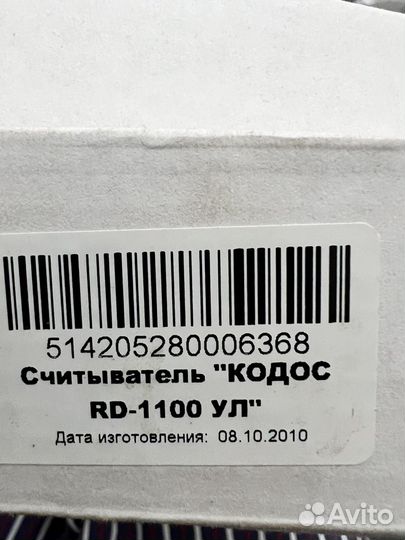 514205280006368
Считыватель "КОДОС
RD-1100 УЛ"
Дата изготовления: 08.10.2010
Avito